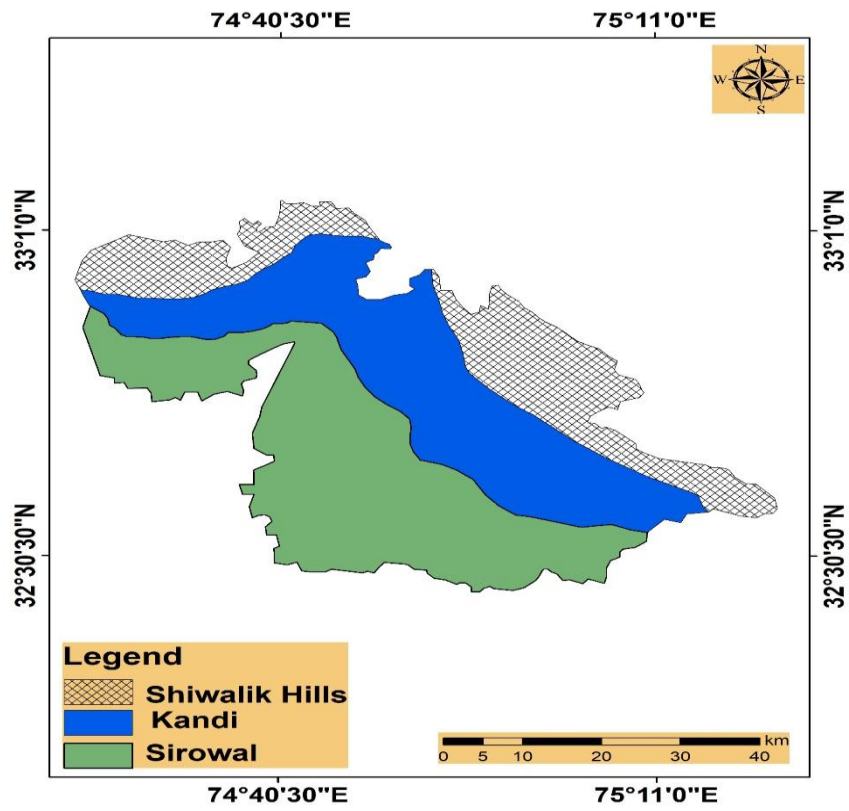 74°40'30"E 75°11'0"E
N
W E
S
33°1'0"N 33°1'0"N
32°30'30"N 32°30'30"N
Legend
Shiwalik Hills
Kandi
Sirowal
km
0 5 10 20 30 40
74°40'30"E 75°11'0"E